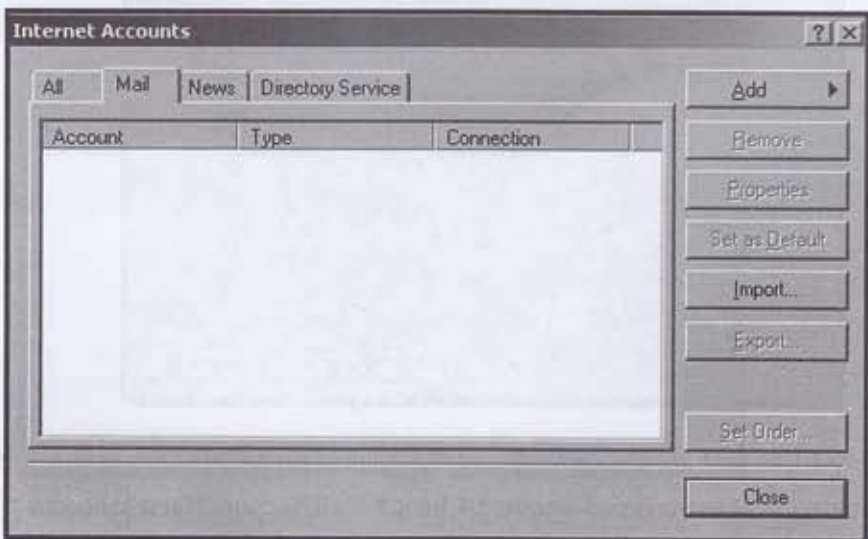 Internet Accounts
All Mail News Directory Service
Account Type Connection
Add
Remove
Properties
Set as Default
Import...
Export...
Set Order...
Close